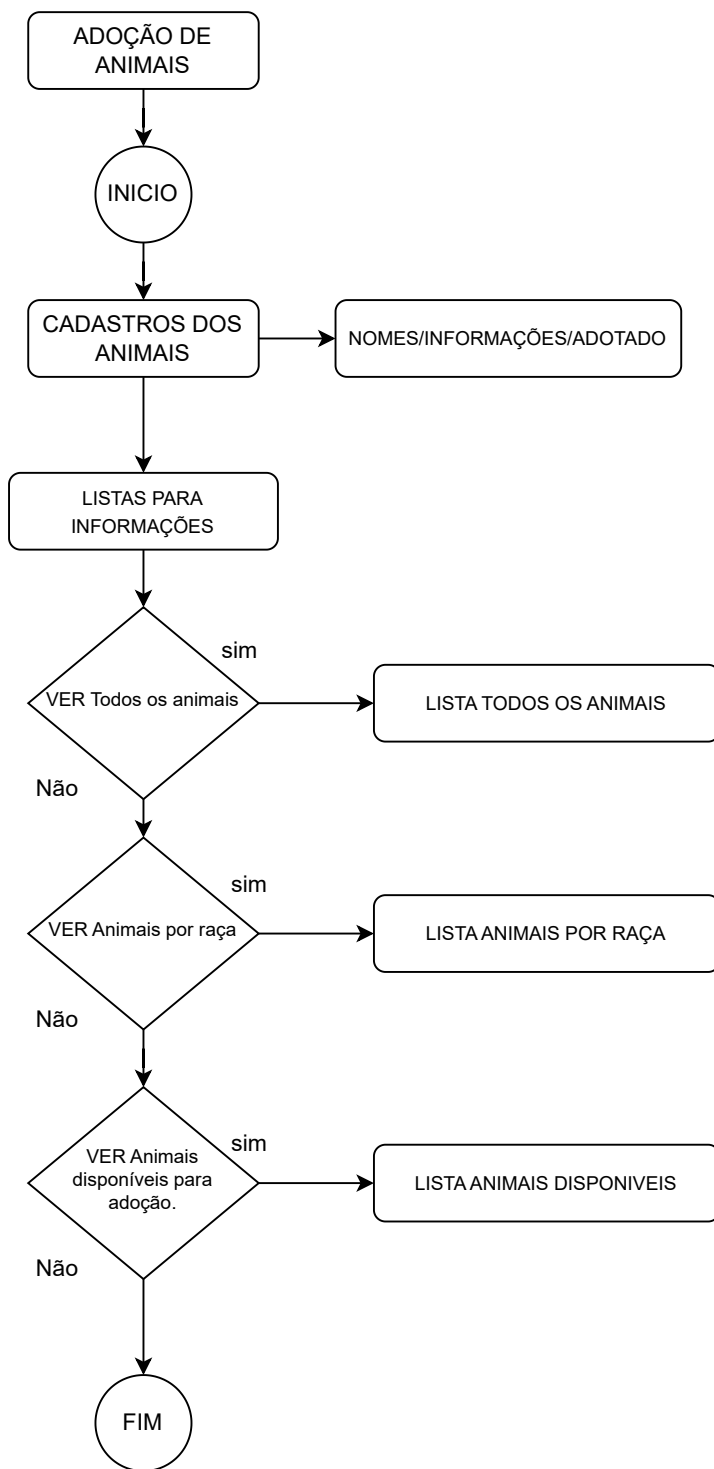 ADOÇÃO DE
ANIMAIS
INICIO
CADASTROS DOS
ANIMAIS
NOMES/INFORMAÇÕES/ADOTADO
LISTAS PARA
INFORMAÇÕES
sim
VER Todos os animais
LISTA TODOS OS ANIMAIS
Não
sim
VER Animais por raça
LISTA ANIMAIS POR RAÇA
Não
sim
VER Animais
disponíveis para
adoção.
LISTA ANIMAIS DISPONIVEIS
Não
FIM